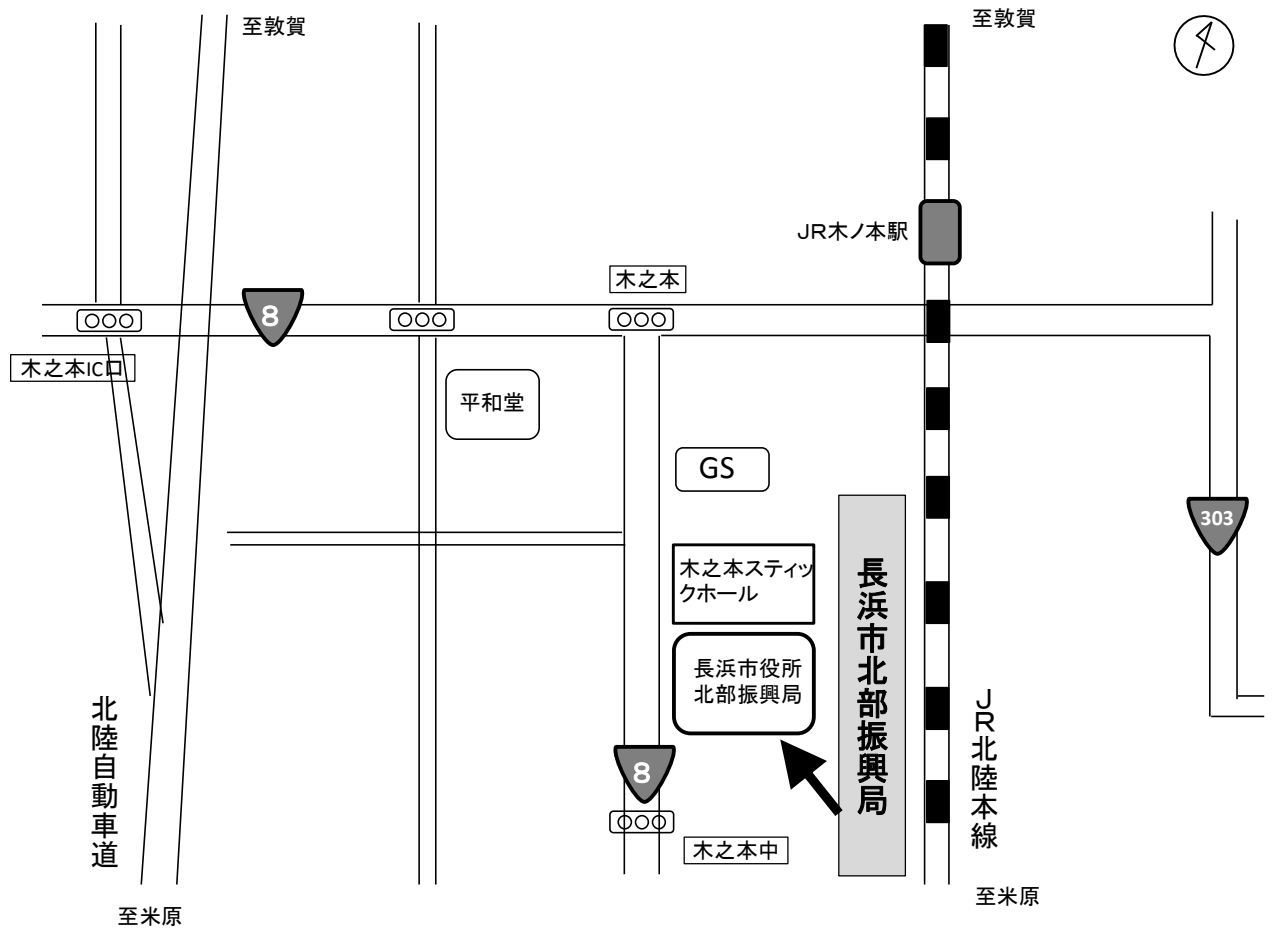 至敦賀
至敦賀
JR木ノ本駅
木之本
8
木之本IC口
平和堂
GS
303
木之本スティッ
クホール
長浜市役所
北部振興局
長浜市北部振興局
北陸自動車道
JR北陸本線
8
木之本中
至米原
至米原